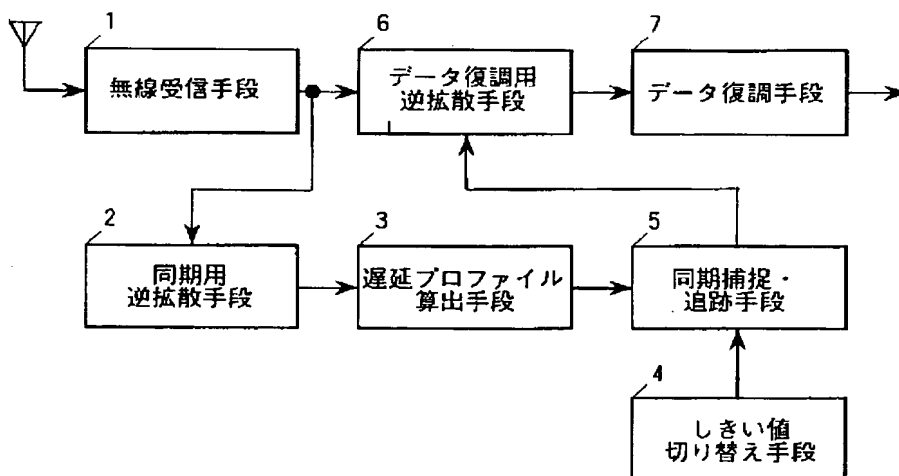 1
無線受信手段
6
データ復調用
逆拡散手段
7
データ復調手段
2
同期用
逆拡散手段
3
遅延プロファイル
算出手段
5
同期捕捉・
追跡手段
4
しきい値
切り替え手段